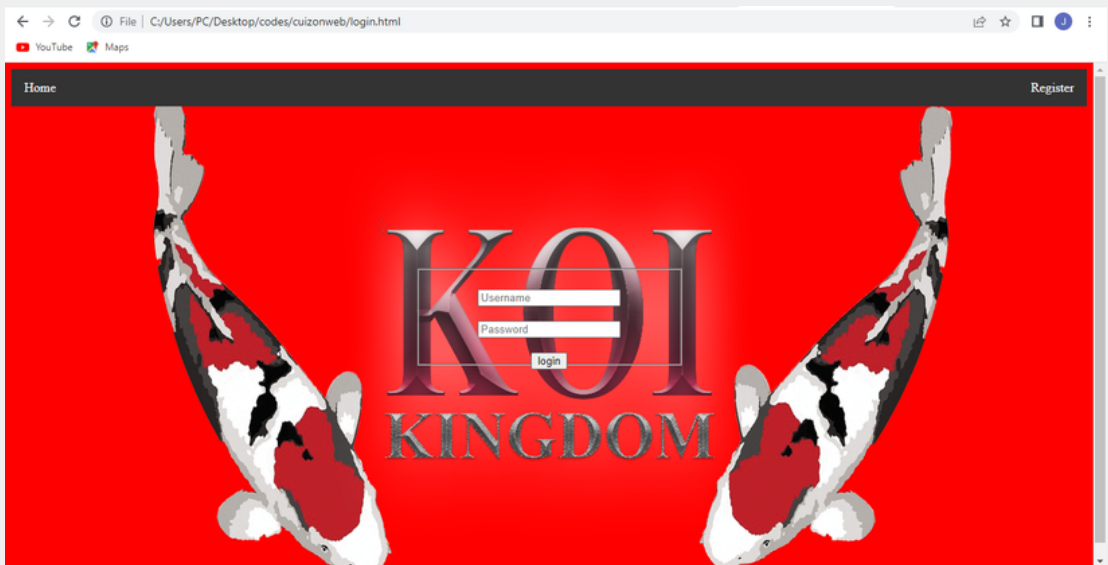 File | C:/Users/PC/Desktop/codes/cuizonweb/login.html
J
YouTube Maps
Home Register
KOI
Username
Password
login
KINGDOM